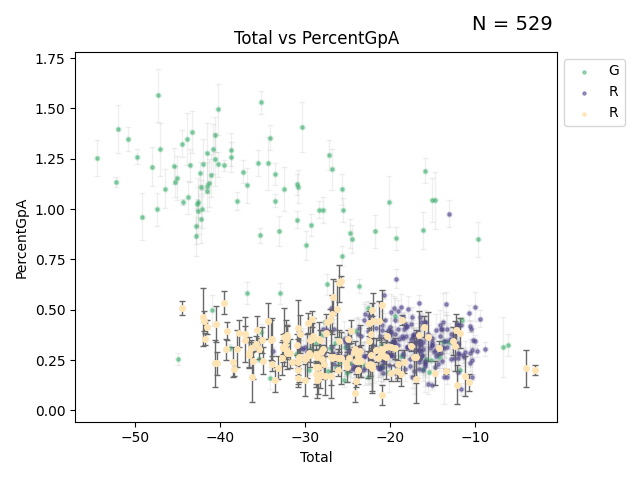 N = 529
Total vs PercentGpA
G
R
R
1.75
1.50
1.25
1.00
0.75
0.50
0.25
0.00
PercentGpA
−50
−40
−30
−20
−10
Total